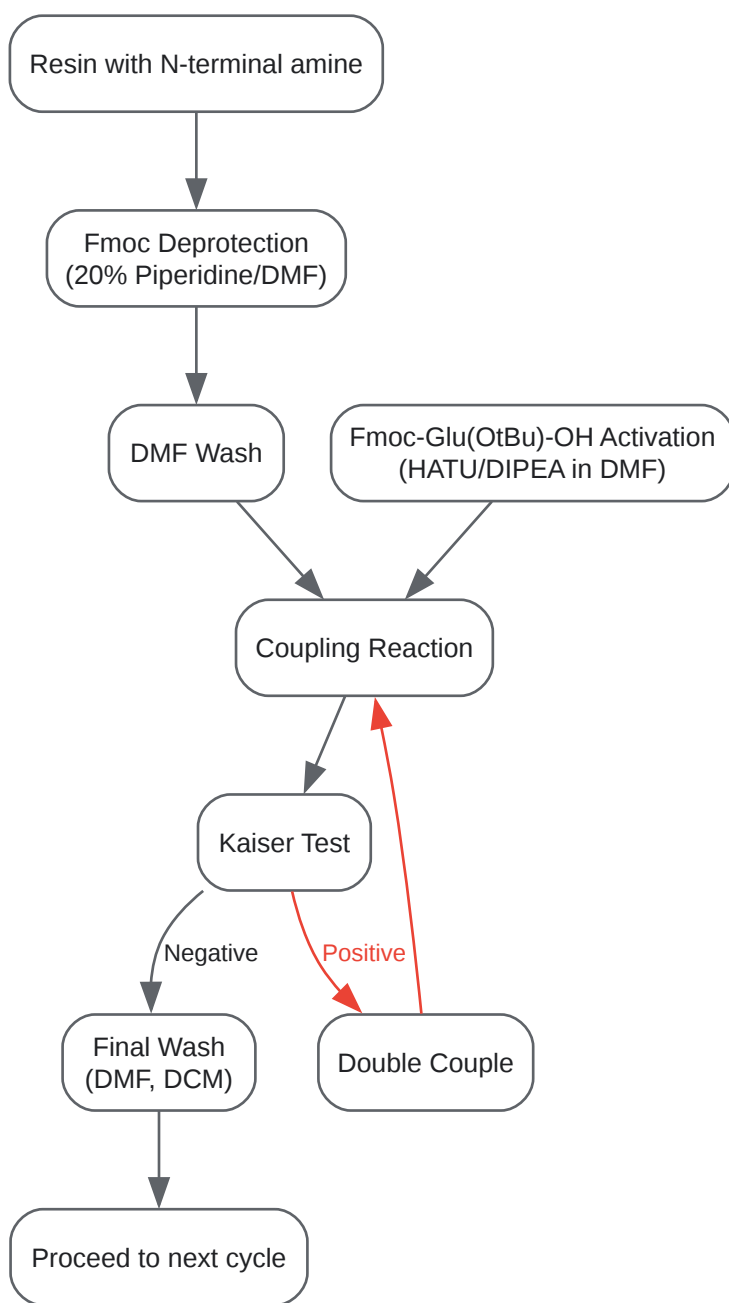 Resin with N-terminal amine
Fmoc Deprotection
(20% Piperidine/DMF)
DMF Wash
Fmoc-Glu(OtBu)-OH Activation
(HATU/DIPEA in DMF)
Coupling Reaction
Kaiser Test
Negative
Positive
Final Wash
(DMF, DCM)
Double Couple
Proceed to next cycle